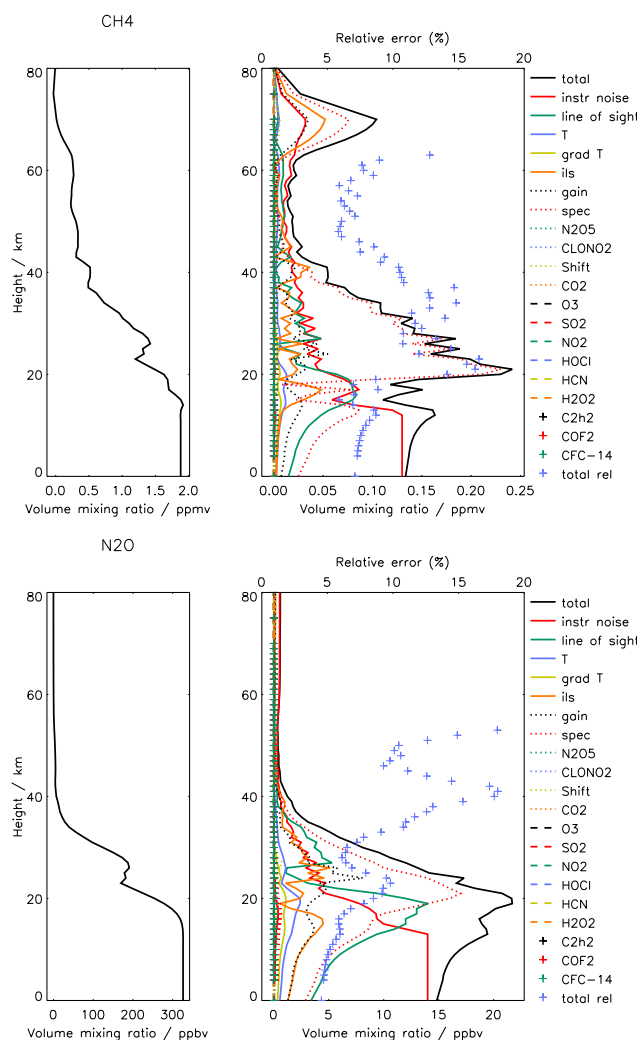 CH4
Relative error (%)
0 5 10 15 20
80
60
40
20
0
Height / km
0.0 0.5 1.0 1.5 2.0
Volume mixing ratio / ppmv
80
60
40
20
0
0.00 0.05 0.10 0.15 0.20 0.25
Volume mixing ratio / ppmv
total
instr noise
line of sight
T
grad T
ils
gain
spec
N2O5
CLONO2
Shift
CO2
O3
SO2
NO2
HOCl
HCN
H2O2
C2h2
COF2
CFC-14
total rel
N2O
Relative error (%)
0 5 10 15 20
80
60
40
20
0
Height / km
0 100 200 300
Volume mixing ratio / ppbv
80
60
40
20
0
0 5 10 15 20
Volume mixing ratio / ppbv
total
instr noise
line of sight
T
grad T
ils
gain
spec
N2O5
CLONO2
Shift
CO2
O3
SO2
NO2
HOCl
HCN
H2O2
C2h2
COF2
CFC-14
total rel